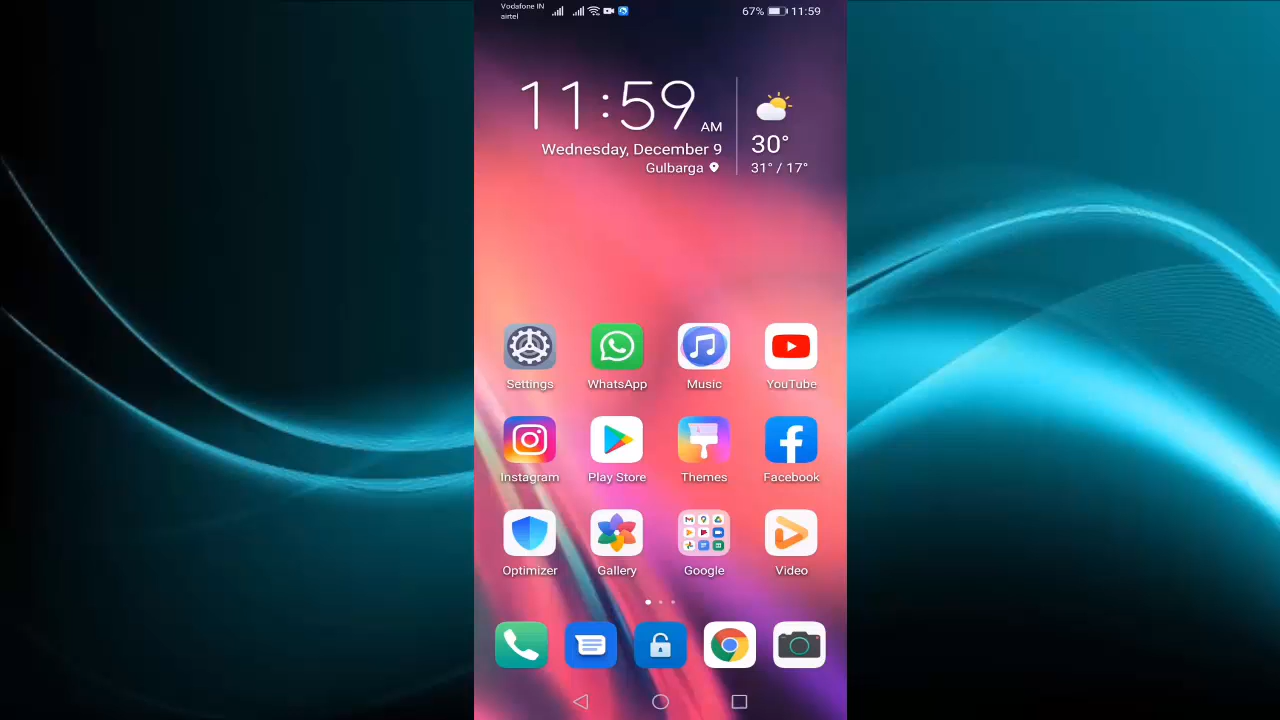 Vodafone IN
airtel
67% 11:59
11:59 AM
Wednesday, December 9
Gulbarga
30°
31° / 17°
Settings WhatsApp Music YouTube
Instagram Play Store Themes Facebook
Optimizer Gallery Google Video